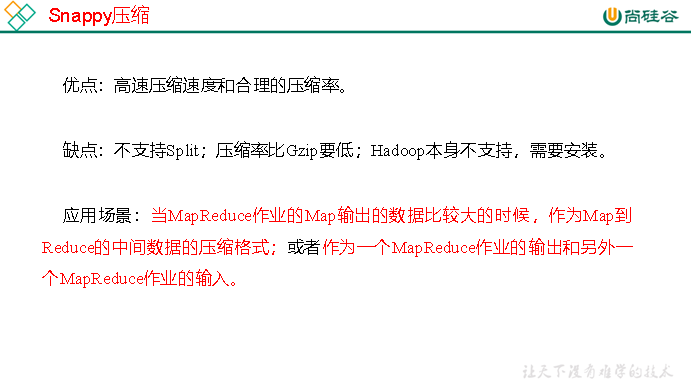 Snappy压缩
尚硅谷
优点：高速压缩速度和合理的压缩率。
缺点：不支持Split；压缩率比Gzip要低；Hadoop本身不支持，需要安装。
应用场景：当MapReduce作业的Map输出的数据比较大的时候，作为Map到
Reduce的中间数据的压缩格式；或者作为一个MapReduce作业的输出和另外一
个MapReduce作业的输入。
让天下没有难学的技术